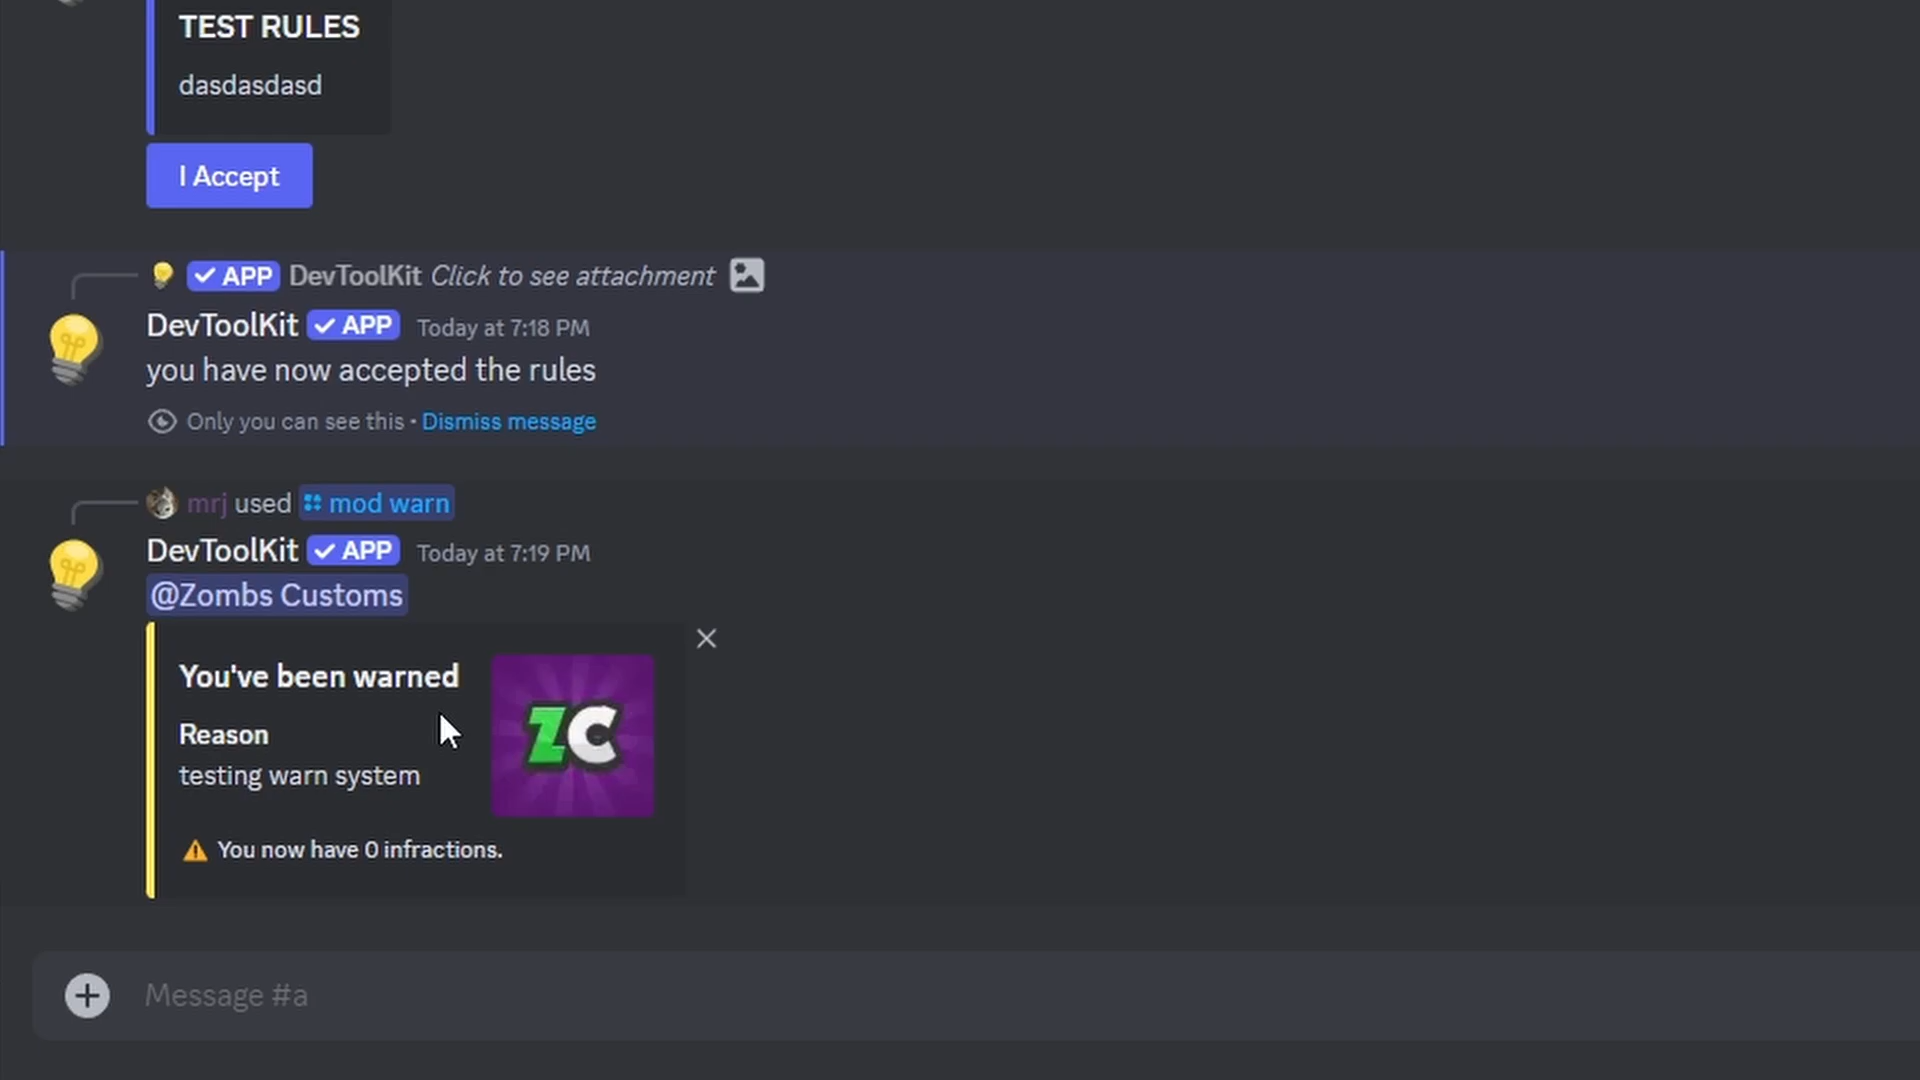 TEST RULES
dasdasdasd
I Accept
APP DevToolKit Click to see attachment
DevToolKit APP Today at 7:18 PM
you have now accepted the rules
Only you can see this • Dismiss message
mrj used mod warn
DevToolKit APP Today at 7:19 PM
@Zombs Customs
You've been warned
Reason
testing warn system
ZC
You now have 0 infractions.
Message #a